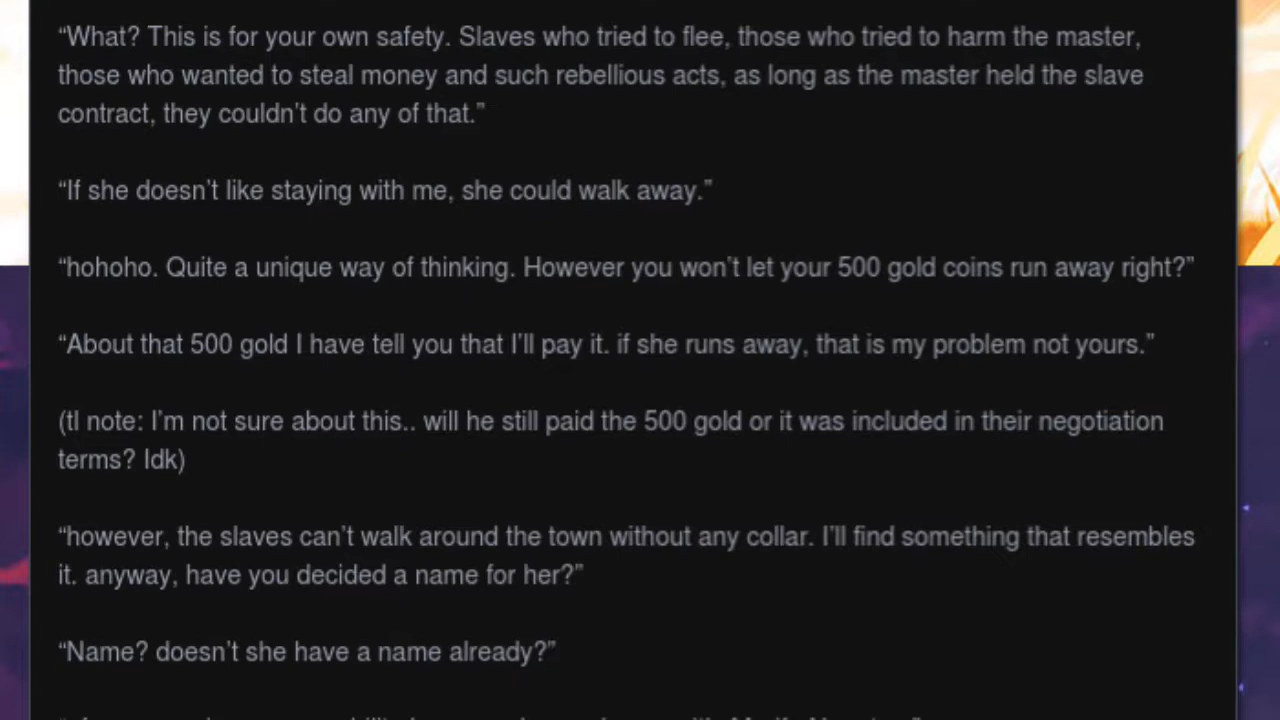 “What? This is for your own safety. Slaves who tried to flee, those who tried to harm the master,
those who wanted to steal money and such rebellious acts, as long as the master held the slave
contract, they couldn’t do any of that.”
“If she doesn’t like staying with me, she could walk away.”
“hohoho. Quite a unique way of thinking. However you won’t let your 500 gold coins run away right?”
“About that 500 gold I have tell you that I’ll pay it. if she runs away, that is my problem not yours.”
(tl note: I’m not sure about this.. will he still paid the 500 gold or it was included in their negotiation
terms? Idk)
“however, the slaves can’t walk around the town without any collar. I’ll find something that resembles
it. anyway, have you decided a name for her?”
“Name? doesn’t she have a name already?”